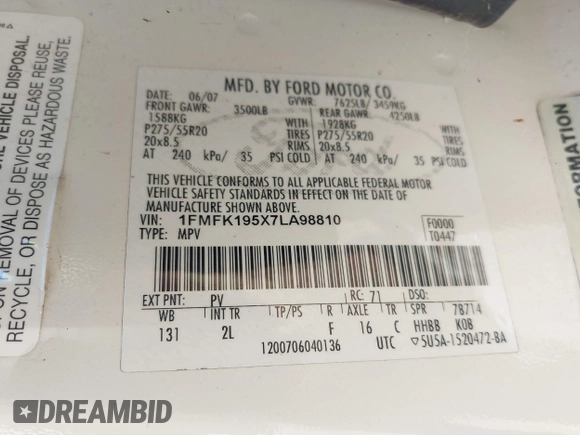 MFD. BY FORD MOTOR CO.
DATE: 06/07 GVWR: 7625LB/ 3459KG
FRONT GAWR: 3500LB REAR GAWR: 4250LB
1588KG 1928KG
P275/55R20 TIRES P275/55R20 TIRES
20x8.5 RIMS 20x8.5 RIMS
AT 240 kPa/ 35 PSI COLD AT 240 kPa/ 35 PSI COLD
THIS VEHICLE CONFORMS TO ALL APPLICABLE FEDERAL MOTOR
VEHICLE SAFETY STANDARDS IN EFFECT ON THE DATE OF
MANUFACTURE SHOWN ABOVE.
VIN: 1FMFK195X7LA98810 F0000
TYPE: MPV T0447
EXT PNT: PV RC: 71 DSO:
WB INT TR TP/PS R AXLE TR SPR 78714
131 2L F 16 C HHBB K08
1200706040136 UTC ▽5U5A-1520472-BA
VEHICLE DISPOSAL.
ON REMOVAL OF DEVICES PLEASE REUSE,
RECYCLE, OR DISPOSE AS HAZARDOUS WASTE.
FORMATION
DREAMBID